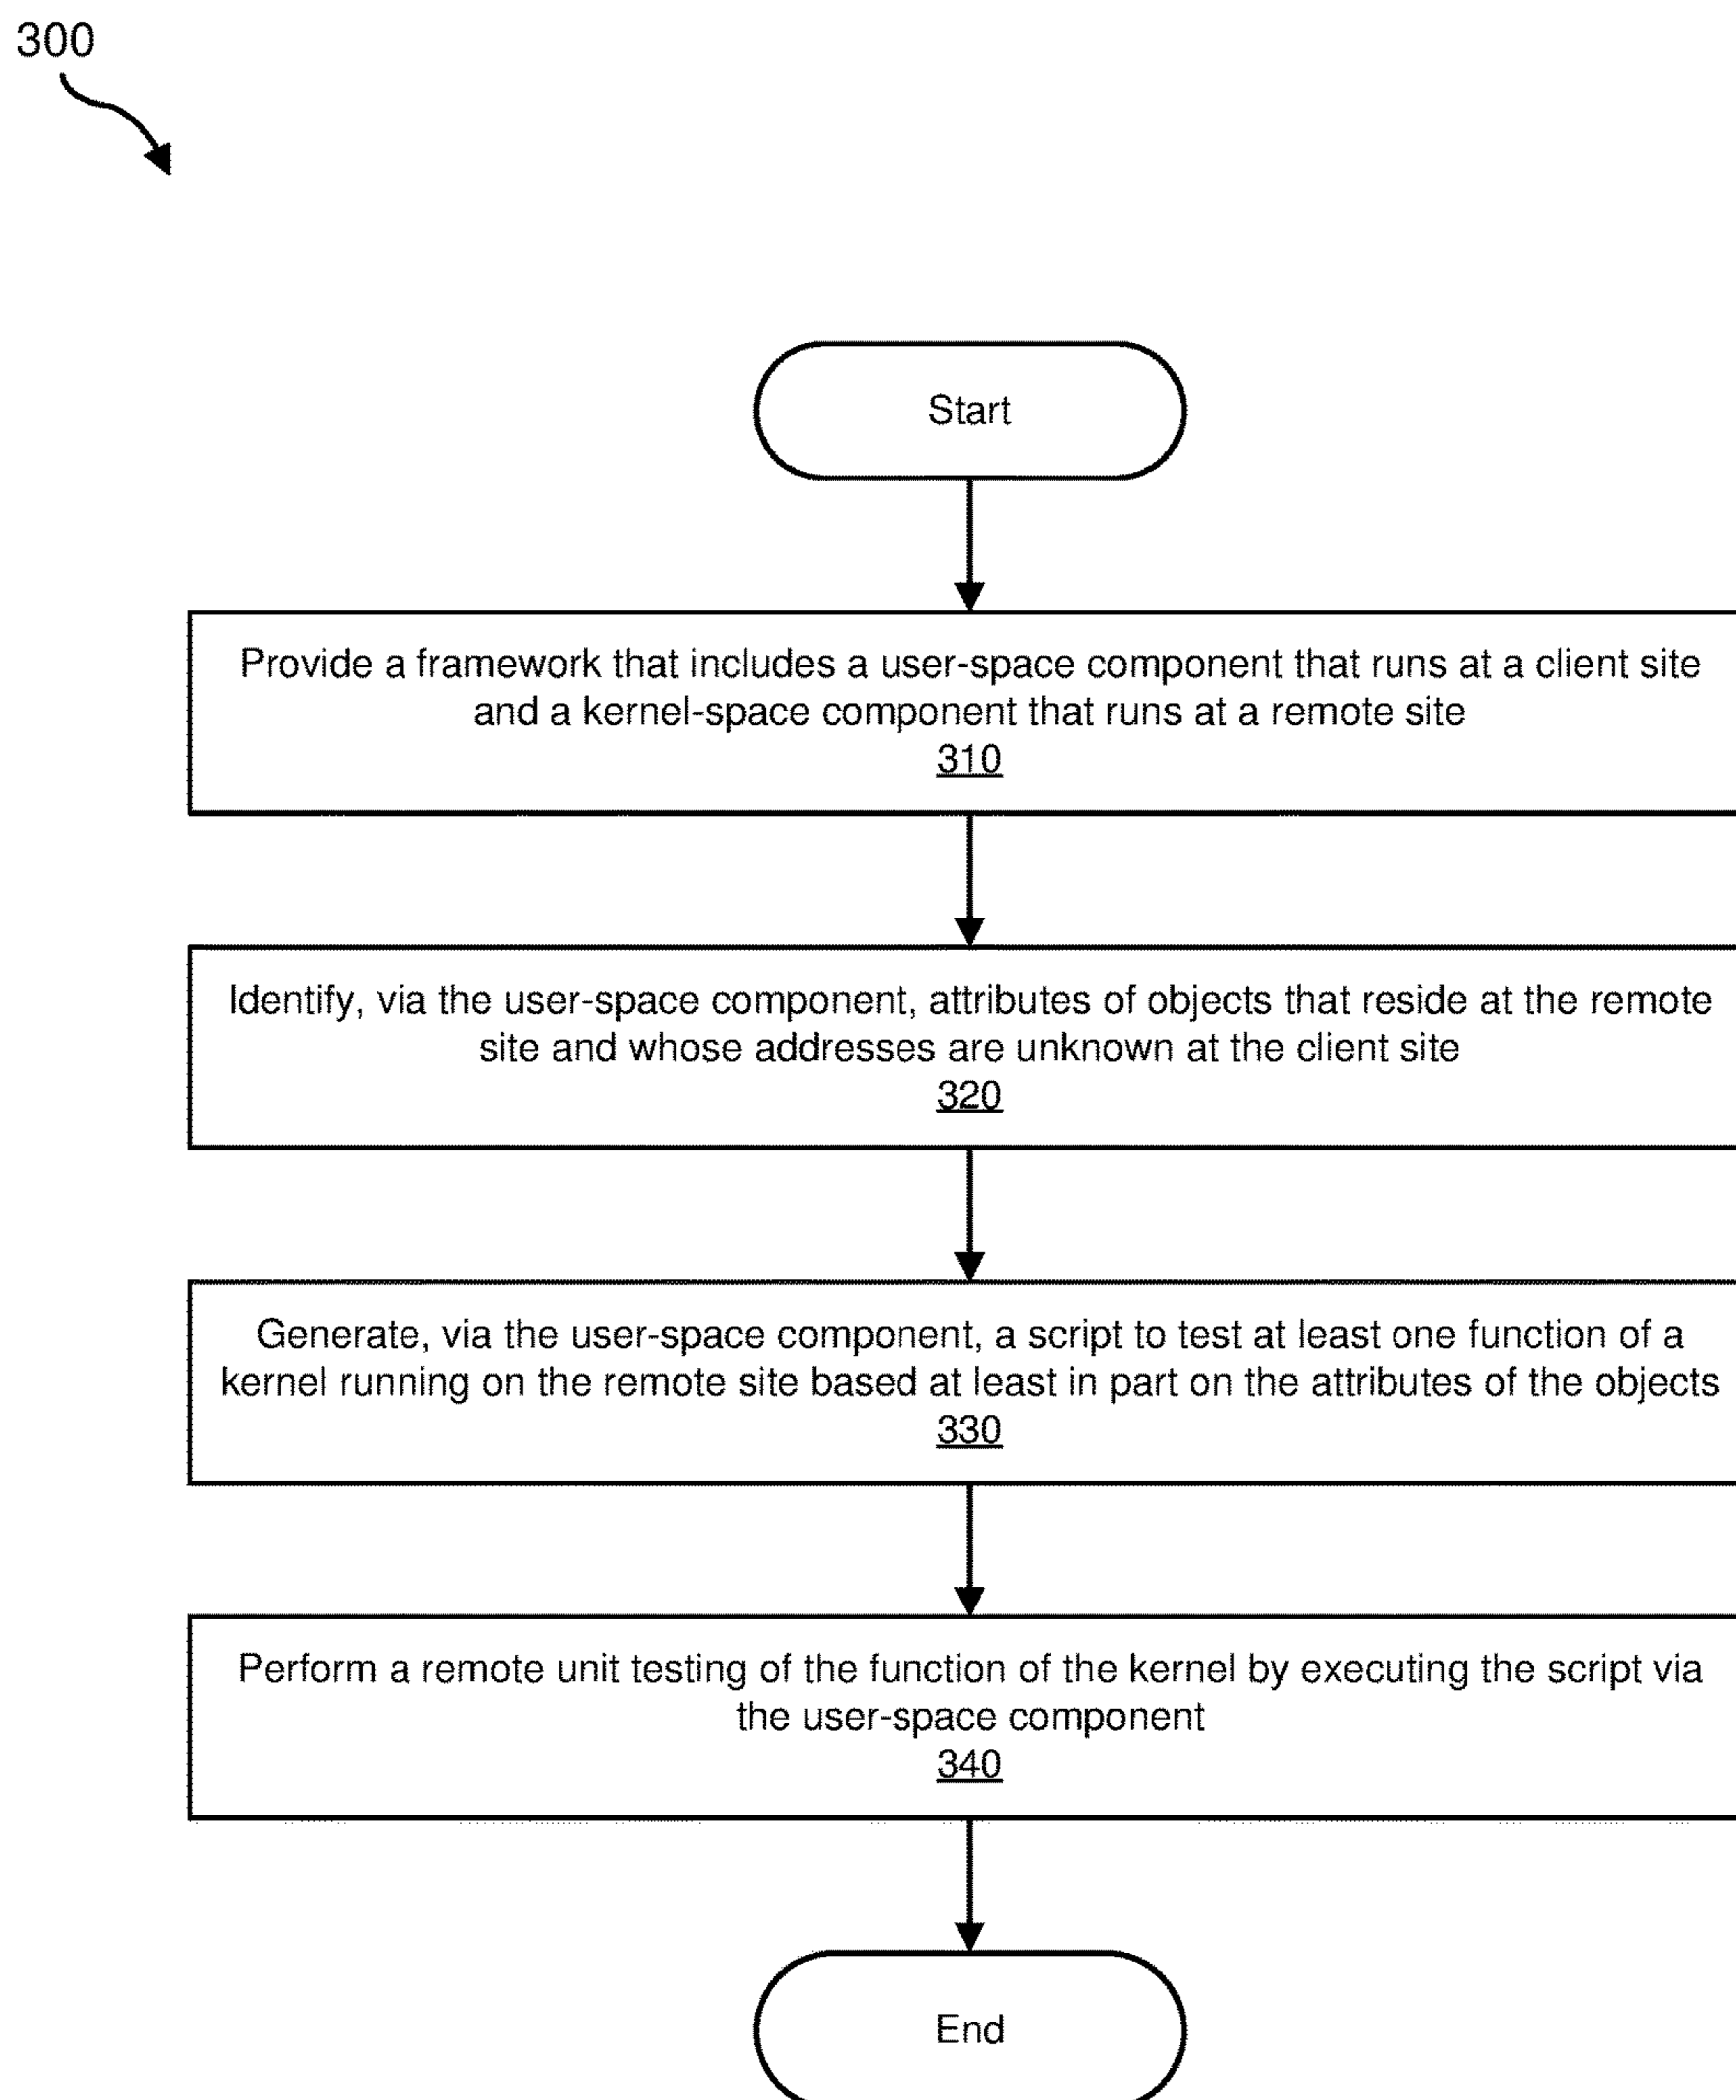 300
Start
Provide a framework that includes a user-space component that runs at a client site
and a kernel-space component that runs at a remote site
310
Identify, via the user-space component, attributes of objects that reside at the remote
site and whose addresses are unknown at the client site
320
Generate, via the user-space component, a script to test at least one function of a
kernel running on the remote site based at least in part on the attributes of the objects
330
Perform a remote unit testing of the function of the kernel by executing the script via
the user-space component
340
End